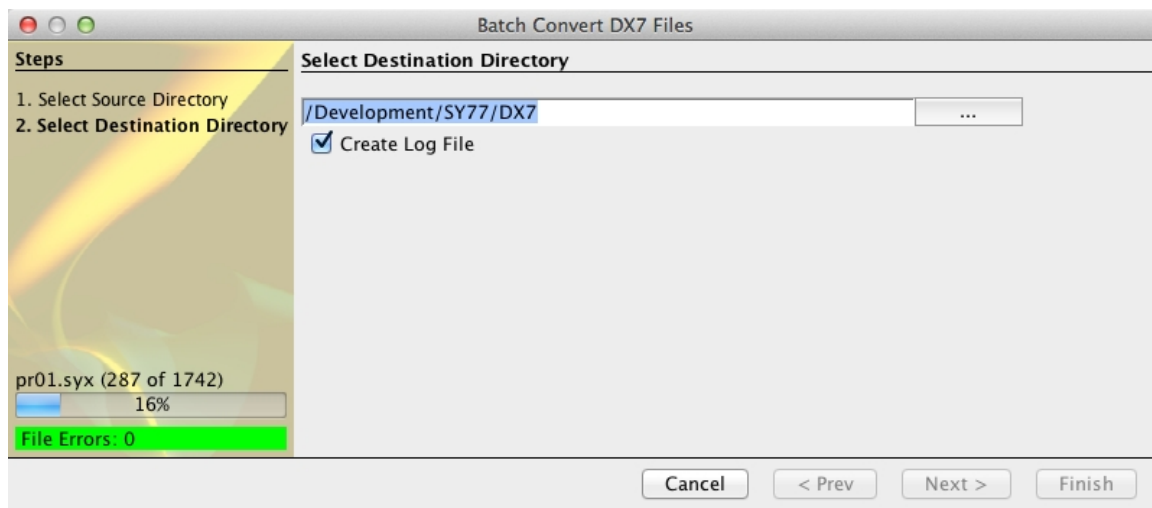 Batch Convert DX7 Files
Steps
1. Select Source Directory
2. Select Destination Directory
pr01.syx (287 of 1742)
16%
File Errors: 0
Select Destination Directory
/Development/SY77/DX7
...
Create Log File
Cancel
< Prev
Next >
Finish